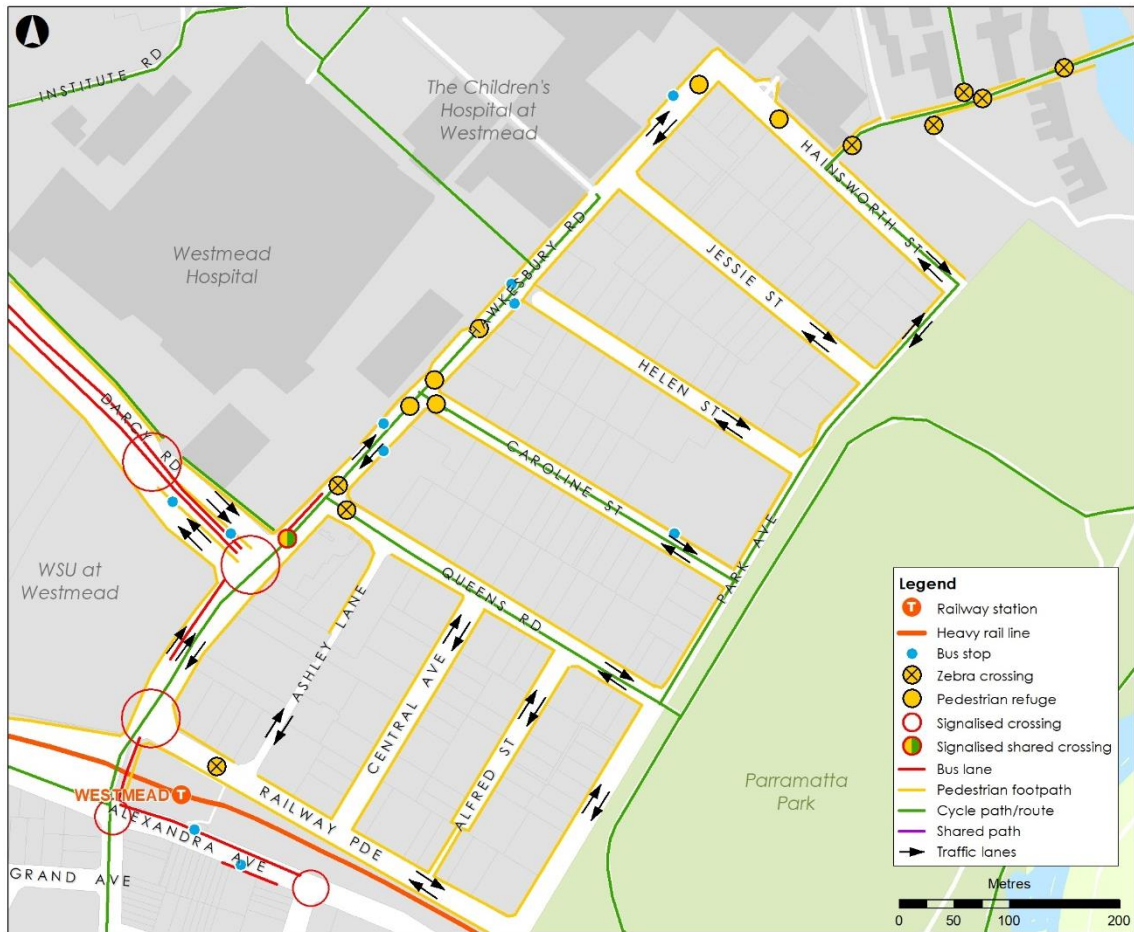 INSTITUTE RD
The Children's
Hospital at
Westmead
HAINSWORTH ST
Westmead
Hospital
HAWKESBURY RD
JESSIE ST
HELEN ST
DARCY RD
CAROLINE ST
PARK AVE
WSU at
Westmead
QUEENS RD
ASHLEY LANE
CENTRAL AVE
ALFRED ST
Parramatta
Park
WESTMEAD T
RAILWAY PDE
ALEXANDRA AVE
GRAND AVE
Legend
T Railway station
Heavy rail line
Bus stop
Zebra crossing
Pedestrian refuge
Signalised crossing
Signalised shared crossing
Bus lane
Pedestrian footpath
Cycle path/route
Shared path
Traffic lanes
Metres
0 50 100 200